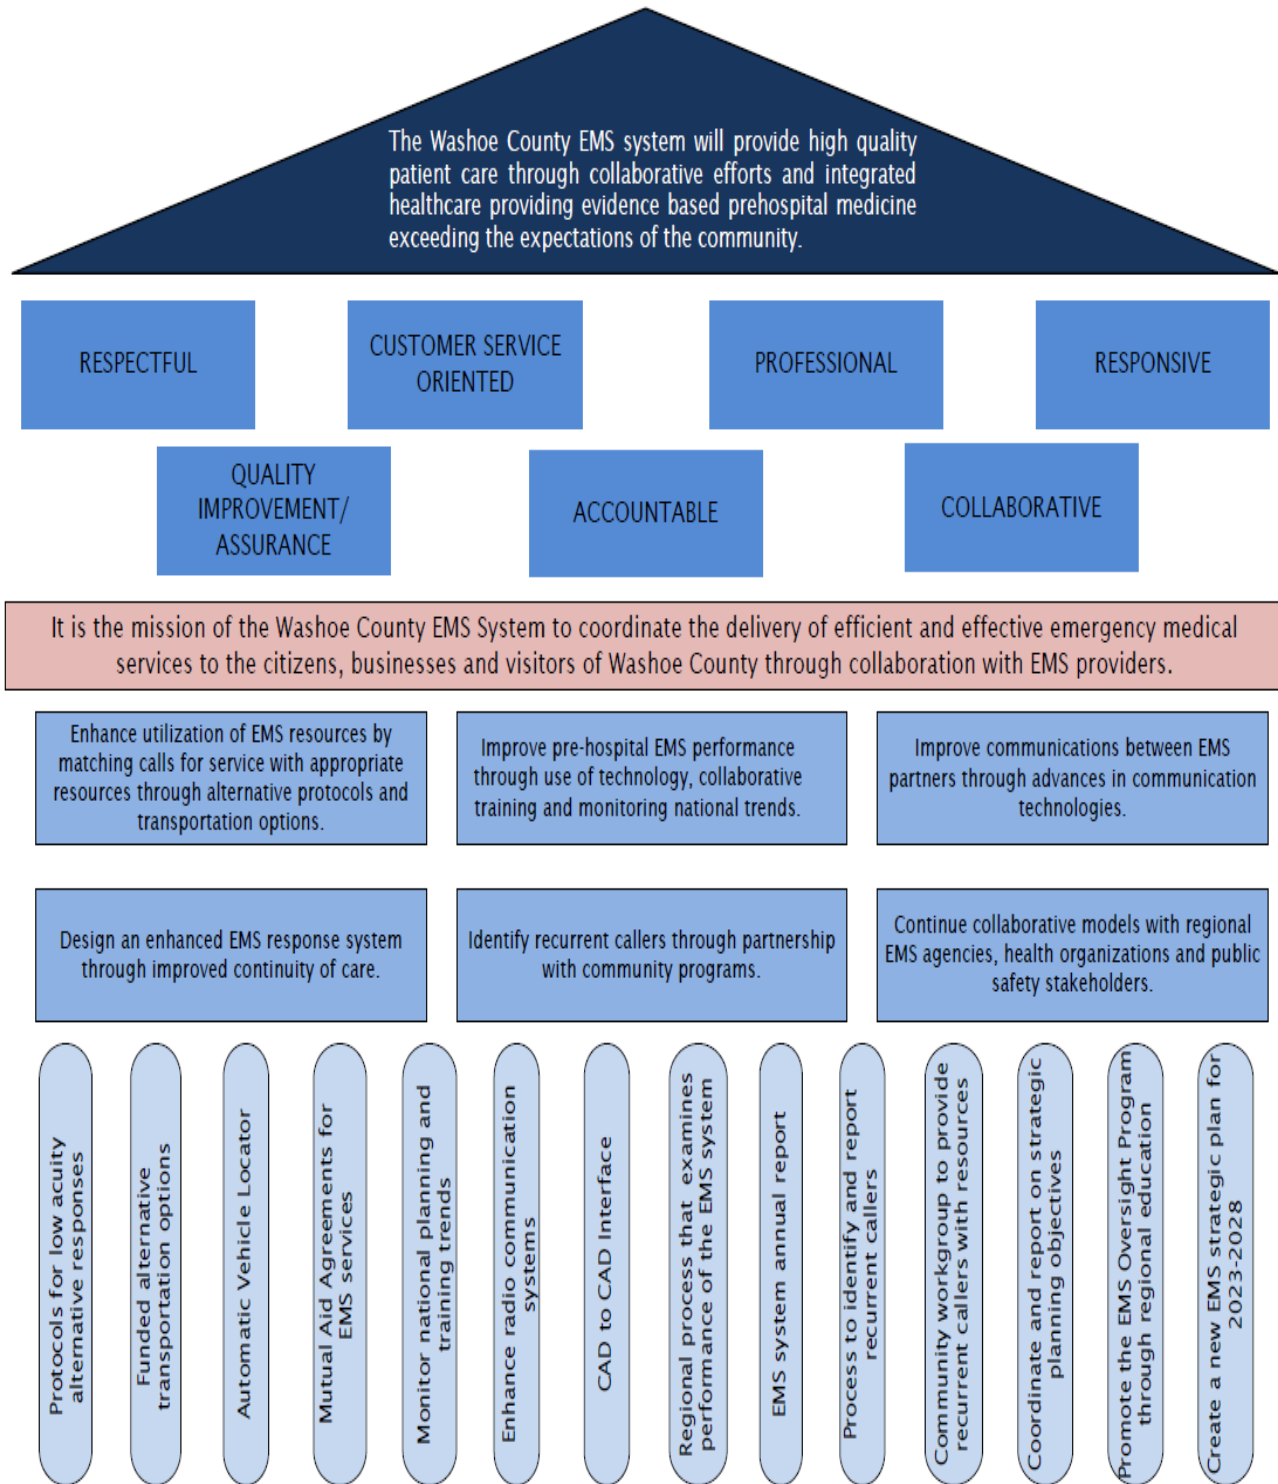 The Washoe County EMS system will provide high quality
patient care through collaborative efforts and integrated
healthcare providing evidence based prehospital medicine
exceeding the expectations of the community.
RESPECTFUL
CUSTOMER SERVICE
ORIENTED
PROFESSIONAL
RESPONSIVE
QUALITY
IMPROVEMENT/
ASSURANCE
ACCOUNTABLE
COLLABORATIVE
It is the mission of the Washoe County EMS System to coordinate the delivery of efficient and effective emergency medical
services to the citizens, businesses and visitors of Washoe County through collaboration with EMS providers.
Enhance utilization of EMS resources by
matching calls for service with appropriate
resources through alternative protocols and
transportation options.
Improve pre-hospital EMS performance
through use of technology, collaborative
training and monitoring national trends.
Improve communications between EMS
partners through advances in communication
technologies.
Design an enhanced EMS response system
through improved continuity of care.
Identify recurrent callers through partnership
with community programs.
Continue collaborative models with regional
EMS agencies, health organizations and public
safety stakeholders.
Protocols for low acuity
alternative responses
Funded alternative
transportation options
Automatic Vehicle Locator
Mutual Aid Agreements for
EMS services
Monitor national planning and
training trends
Enhance radio communication
systems
CAD to CAD Interface
Regional process that examines
performance of the EMS system
EMS system annual report
Process to identify and report
recurrent callers
Community workgroup to provide
recurrent callers with resources
Coordinate and report on strategic
planning objectives
Promote the EMS Oversight Program
through regional education
Create a new EMS strategic plan for
2023-2028